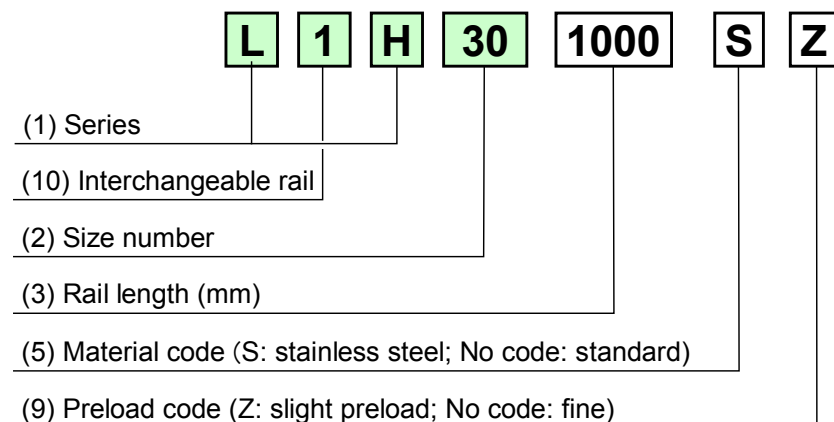 L 1 H 30 1000 S Z
(1) Series
(10) Interchangeable rail
(2) Size number
(3) Rail length (mm)
(5) Material code (S: stainless steel; No code: standard)
(9) Preload code (Z: slight preload; No code: fine)